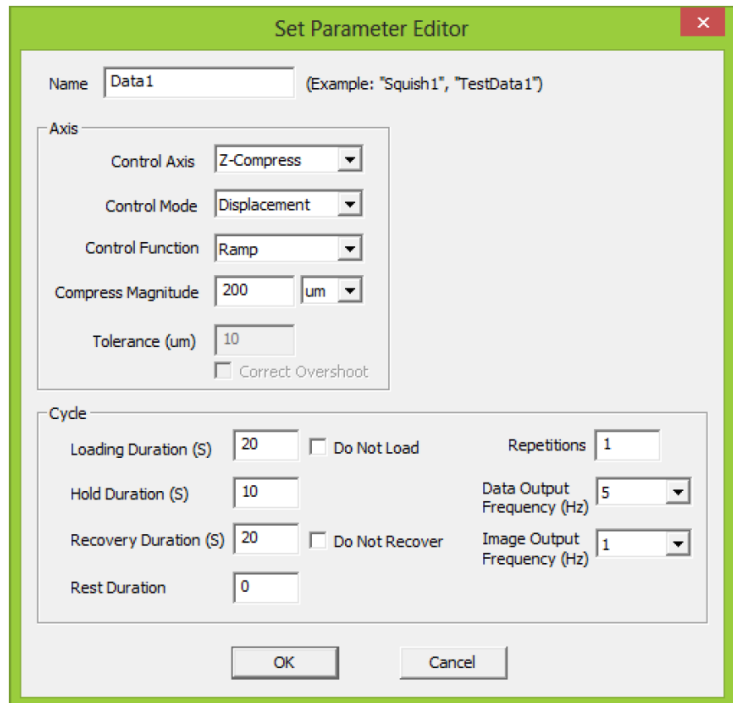 Set Parameter Editor
Name Data1 (Example: "Squish1", "TestData1")
Axis
Control Axis Z-Compress
Control Mode Displacement
Control Function Ramp
Compress Magnitude 200 um
Tolerance (um) 10
Correct Overshoot
Cycle
Loading Duration (S) 20 Do Not Load Repetitions 1
Hold Duration (S) 10 Data Output
Frequency (Hz) 5
Recovery Duration (S) 20 Do Not Recover Image Output
Frequency (Hz) 1
Rest Duration 0
OK Cancel